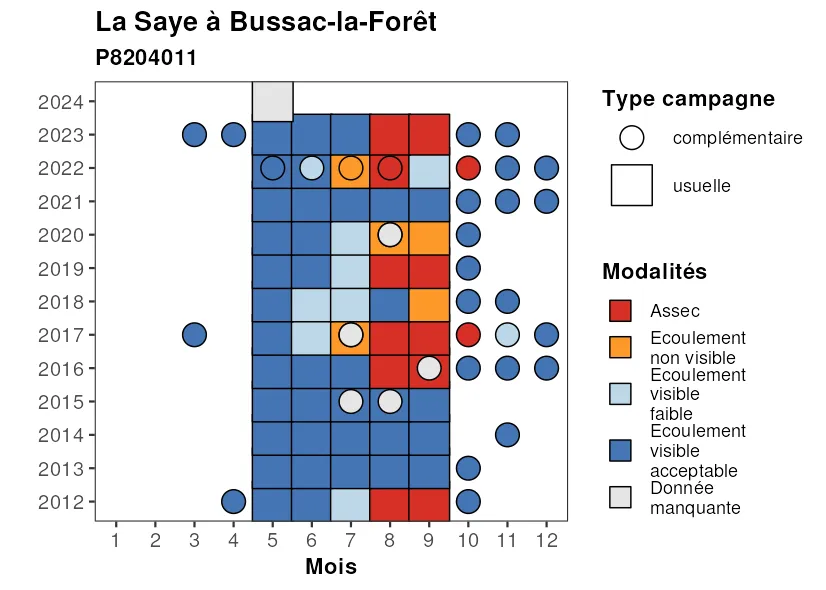 La Saye à Bussac-la-Forêt
P8204011
2024
2023
2022
2021
2020
2019
2018
2017
2016
2015
2014
2013
2012
1 2 3 4 5 6 7 8 9 10 11 12
Mois
Type campagne
complémentaire
usuelle
Modalités
Assec
Ecoulement
non visible
Ecoulement
visible
faible
Ecoulement
visible
acceptable
Donnée
manquante